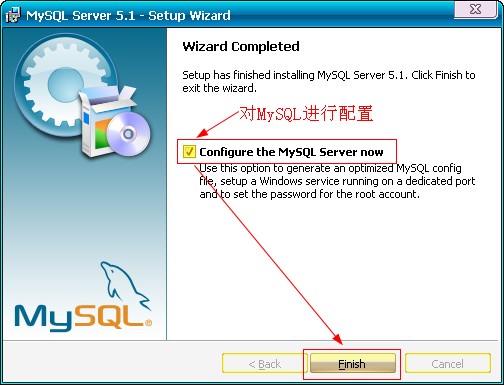 MySQL Server 5.1 - Setup Wizard
Wizard Completed
Setup has finished installing MySQL Server 5.1. Click Finish to
exit the wizard.
对MySQL进行配置
Configure the MySQL Server now
Use this option to generate an optimized MySQL config
file, setup a Windows service running on a dedicated port
and to set the password for the root account.
MySQL®
< Back
Finish
Cancel